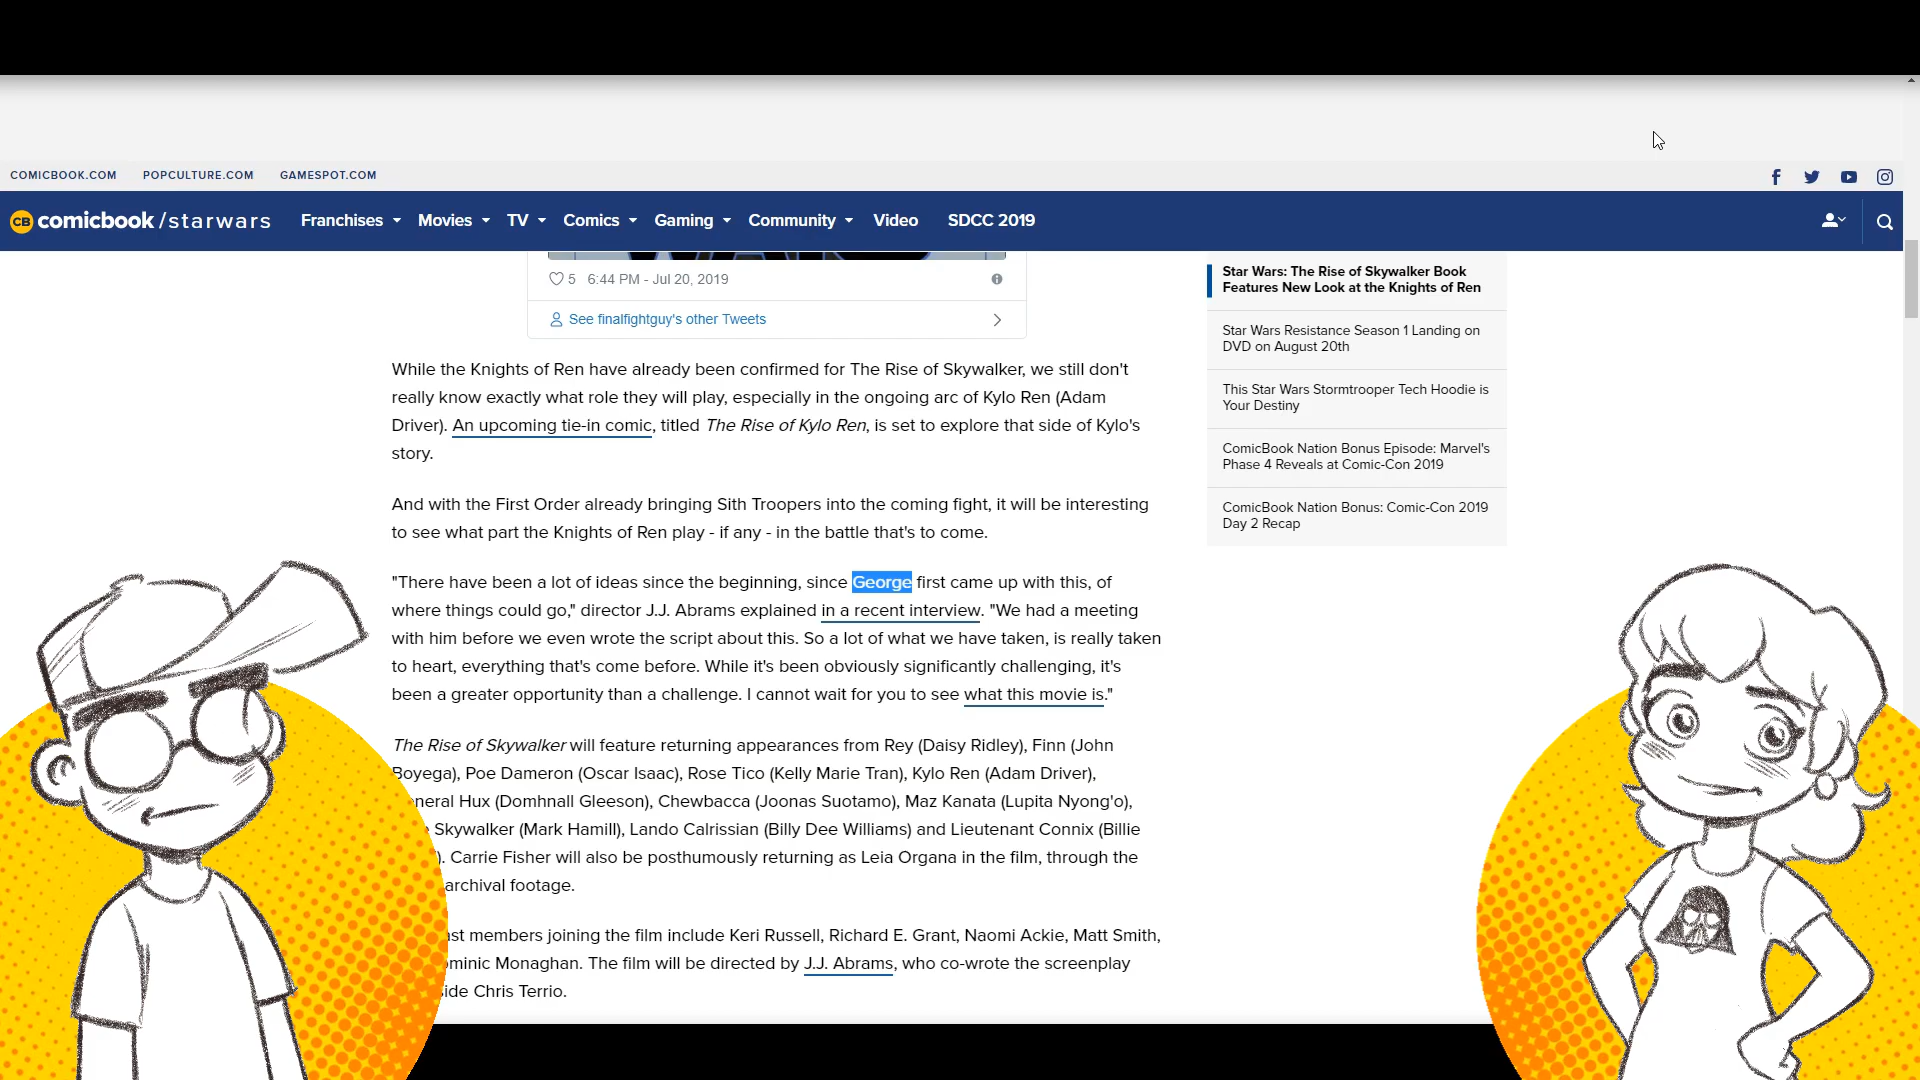 COMICBOOK.COM POPCULTURE.COM GAMESPOT.COM
CB comicbook/starwars Franchises Movies TV Comics Gaming Community Video SDCC 2019
5 6:44 PM - Jul 20, 2019
See finalfightguy's other Tweets
While the Knights of Ren have already been confirmed for The Rise of Skywalker, we still don't
really know exactly what role they will play, especially in the ongoing arc of Kylo Ren (Adam
Driver). An upcoming tie-in comic, titled The Rise of Kylo Ren, is set to explore that side of Kylo's
story.
And with the First Order already bringing Sith Troopers into the coming fight, it will be interesting
to see what part the Knights of Ren play - if any - in the battle that's to come.
"There have been a lot of ideas since the beginning, since George first came up with this, of
where things could go," director J.J. Abrams explained in a recent interview. "We had a meeting
with him before we even wrote the script about this. So a lot of what we have taken, is really taken
to heart, everything that's come before. While it's been obviously significantly challenging, it's
been a greater opportunity than a challenge. I cannot wait for you to see what this movie is."
The Rise of Skywalker will feature returning appearances from Rey (Daisy Ridley), Finn (John
Boyega), Poe Dameron (Oscar Isaac), Rose Tico (Kelly Marie Tran), Kylo Ren (Adam Driver),
neral Hux (Domhnall Gleeson), Chewbacca (Joonas Suotamo), Maz Kanata (Lupita Nyong'o),
Skywalker (Mark Hamill), Lando Calrissian (Billy Dee Williams) and Lieutenant Connix (Billie
). Carrie Fisher will also be posthumously returning as Leia Organa in the film, through the
archival footage.
st members joining the film include Keri Russell, Richard E. Grant, Naomi Ackie, Matt Smith,
minic Monaghan. The film will be directed by J.J. Abrams, who co-wrote the screenplay
ide Chris Terrio.
Star Wars: The Rise of Skywalker Book
Features New Look at the Knights of Ren
Star Wars Resistance Season 1 Landing on
DVD on August 20th
This Star Wars Stormtrooper Tech Hoodie is
Your Destiny
ComicBook Nation Bonus Episode: Marvel's
Phase 4 Reveals at Comic-Con 2019
ComicBook Nation Bonus: Comic-Con 2019
Day 2 Recap